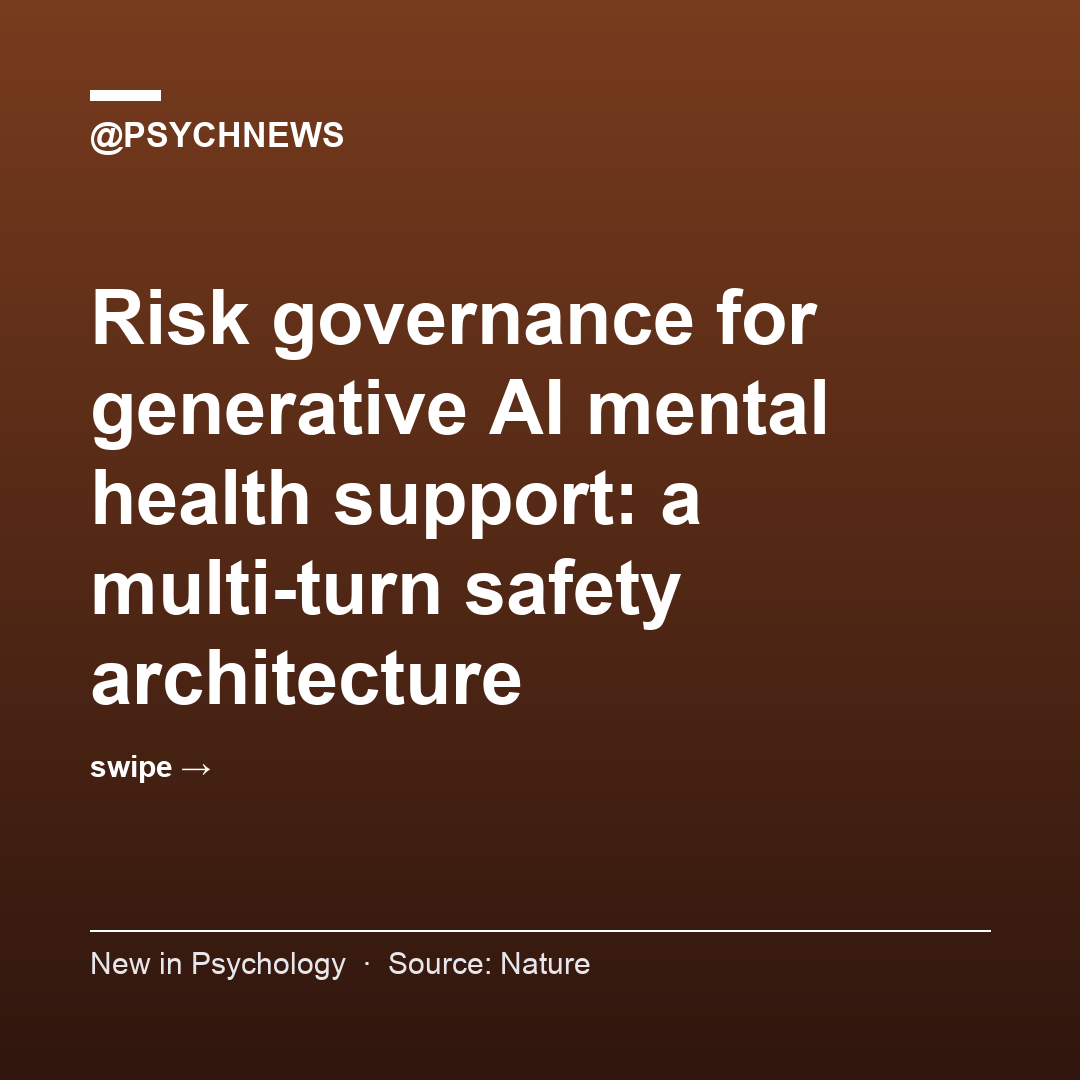 @PSYCHNEWS
Risk governance for
generative AI mental
health support: a
multi-turn safety
architecture
swipe →
New in Psychology · Source: Nature